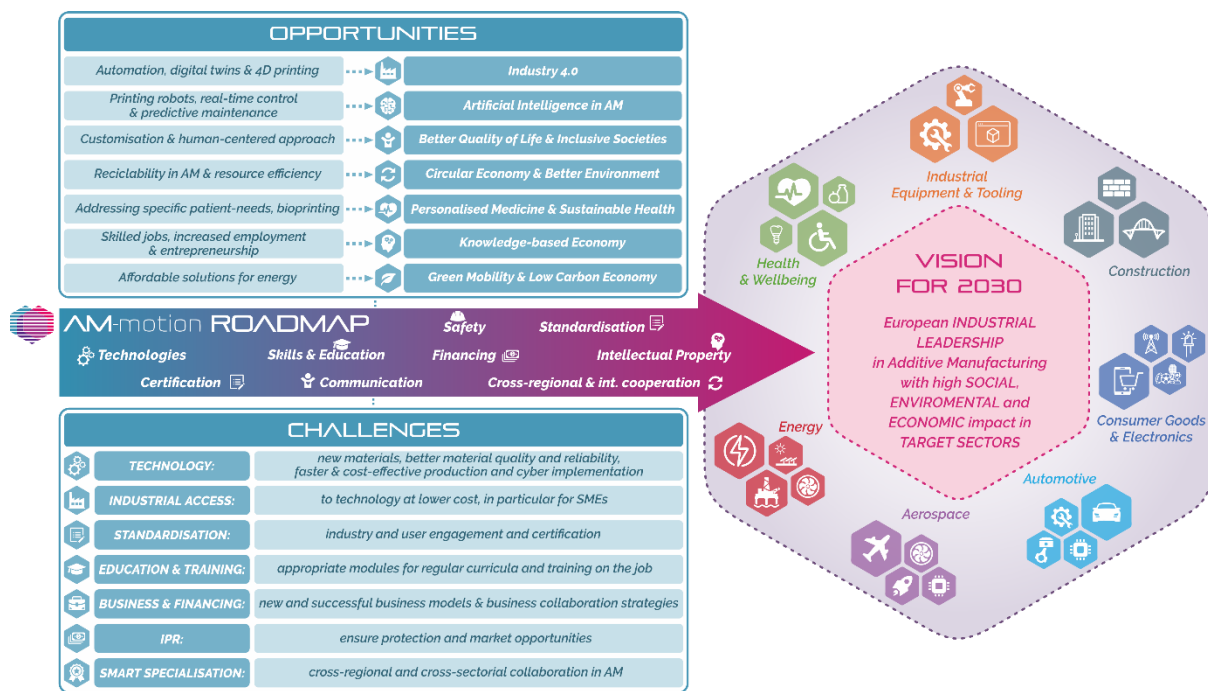 OPPORTUNITIES
Automation, digital twins & 4D printing
Industry 4.0
Printing robots, real-time control
& predictive maintenance
Artificial Intelligence in AM
Customisation & human-centered approach
Better Quality of Life & Inclusive Societies
Reciclability in AM & resource efficiency
Circular Economy & Better Environment
Addressing specific patient-needs, bioprinting
Personalised Medicine & Sustainable Health
Skilled jobs, increased employment
& entrepreneurship
Knowledge-based Economy
Affordable solutions for energy
Green Mobility & Low Carbon Economy
AM-motion ROADMAP
Safety
Standardisation
Technologies
Skills & Education
Financing
Intellectual Property
Certification
Communication
Cross-regional & int. cooperation
CHALLENGES
TECHNOLOGY:
new materials, better material quality and reliability,
faster & cost-effective production and cyber implementation
INDUSTRIAL ACCESS:
to technology at lower cost, in particular for SMEs
STANDARDISATION:
industry and user engagement and certification
EDUCATION & TRAINING:
appropriate modules for regular curricula and training on the job
BUSINESS & FINANCING:
new and successful business models & business collaboration strategies
IPR:
ensure protection and market opportunities
SMART SPECIALISATION:
cross-regional and cross-sectorial collaboration in AM
Industrial
Equipment & Tooling
Health
& Wellbeing
Construction
VISION
FOR 2030
European INDUSTRIAL
LEADERSHIP
in Additive Manufacturing
with high SOCIAL,
ENVIROMENTAL and
ECONOMIC impact in
TARGET SECTORS
Consumer Goods
& Electronics
Energy
Automotive
Aerospace